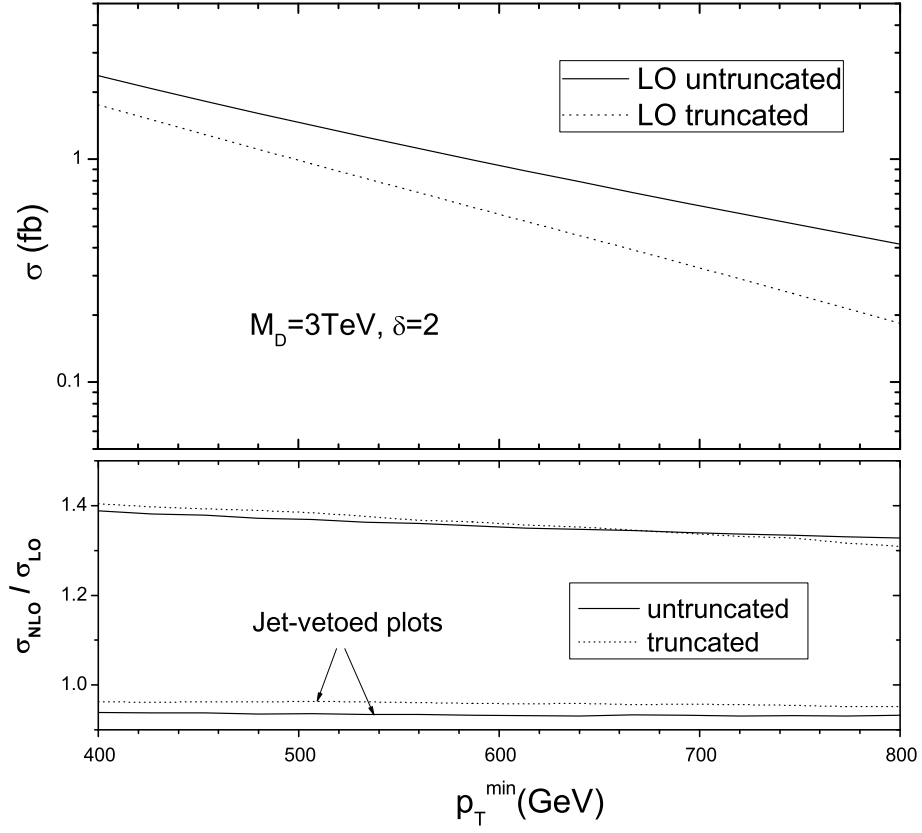 LO untruncated
LO truncated
1
σ (fb)
M_D=3TeV, δ=2
0.1
1.4
1.2
1.0
σ_NLO / σ_LO
untruncated
truncated
Jet-vetoed plots
400 500 600 700 800
p_T^min(GeV)